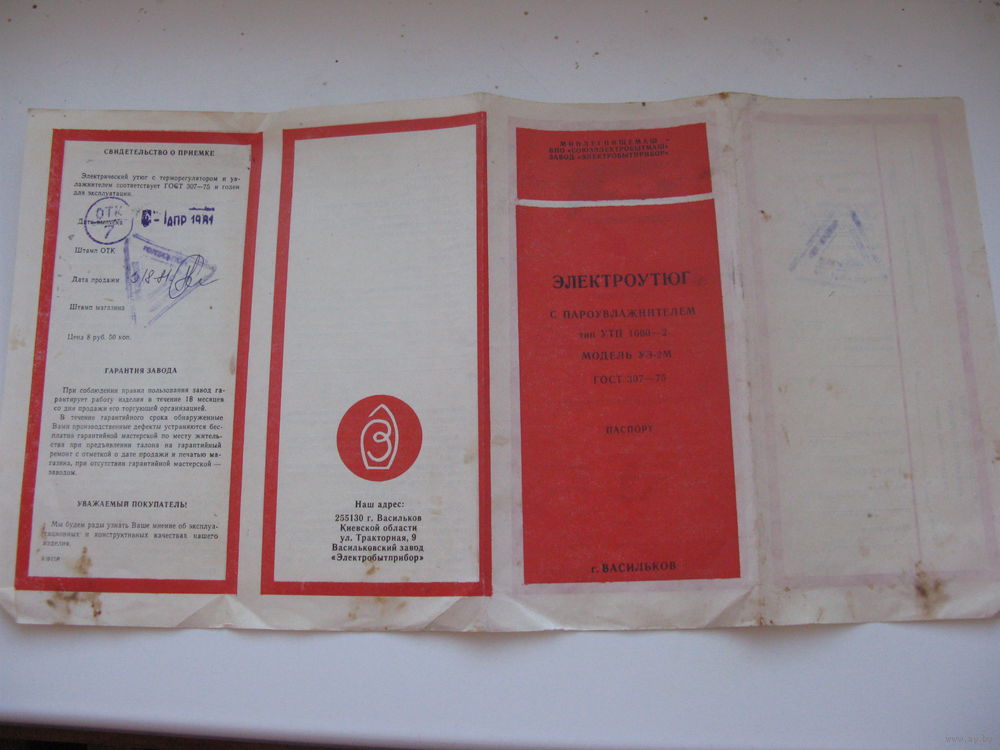 СВИДЕТЕЛЬСТВО О ПРИЕМКЕ
Электрический утюг с терморегулятором и ув-
лажнителем соответствует ГОСТ 307—75 и годен
для эксплуатации.
Дата выпуска
АПР 1981
ОТК
7
Штамп ОТК
Дата продажи
Штамп магазина
Цена 8 руб. 50 коп.
ГАРАНТИЯ ЗАВОДА
При соблюдении правил пользования завод га-
рантирует работу изделия в течение 18 месяцев
со дня продажи его торгующей организацией.
В течение гарантийного срока обнаруженные
Вами производственные дефекты устраняются бес-
платно гарантийной мастерской по месту житель-
ства при предъявлении талона на гарантийный
ремонт с отметкой о дате продажи и печатью ма-
газина, при отсутствии гарантийной мастерской —
заводом.
УВАЖАЕМЫЙ ПОКУПАТЕЛЬ!
Мы будем рады узнать Ваше мнение об эксплуа-
тационных и конструктивных качествах нашего
изделия.
Наш адрес:
255130 г. Васильков
Киевской области
ул. Тракторная, 9
Васильковский завод
«Электробытприбор»
МИНЛЕГПИЩЕМАШ
ВПО «СОЮЗЭЛЕКТРОБЫТМАШ»
ЗАВОД «ЭЛЕКТРОБЫТПРИБОР»
ЭЛЕКТРОУТЮГ
С ПАРОУВЛАЖНИТЕЛЕМ
тип УТП 1000—2
МОДЕЛЬ УЭ-2М
ГОСТ 307—75
ПАСПОРТ
г. ВАСИЛЬКОВ